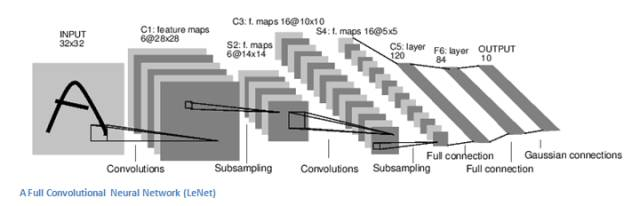 INPUT
32x32
C1: feature maps
6@28x28
S2: f. maps
6@14x14
C3: f. maps 16@10x10
S4: f. maps 16@5x5
C5: layer
120
F6: layer
84
OUTPUT
10
Convolutions
Subsampling
Convolutions
Subsampling
Full connection
Full connection
Gaussian connections
A Full Convolutional Neural Network (LeNet)